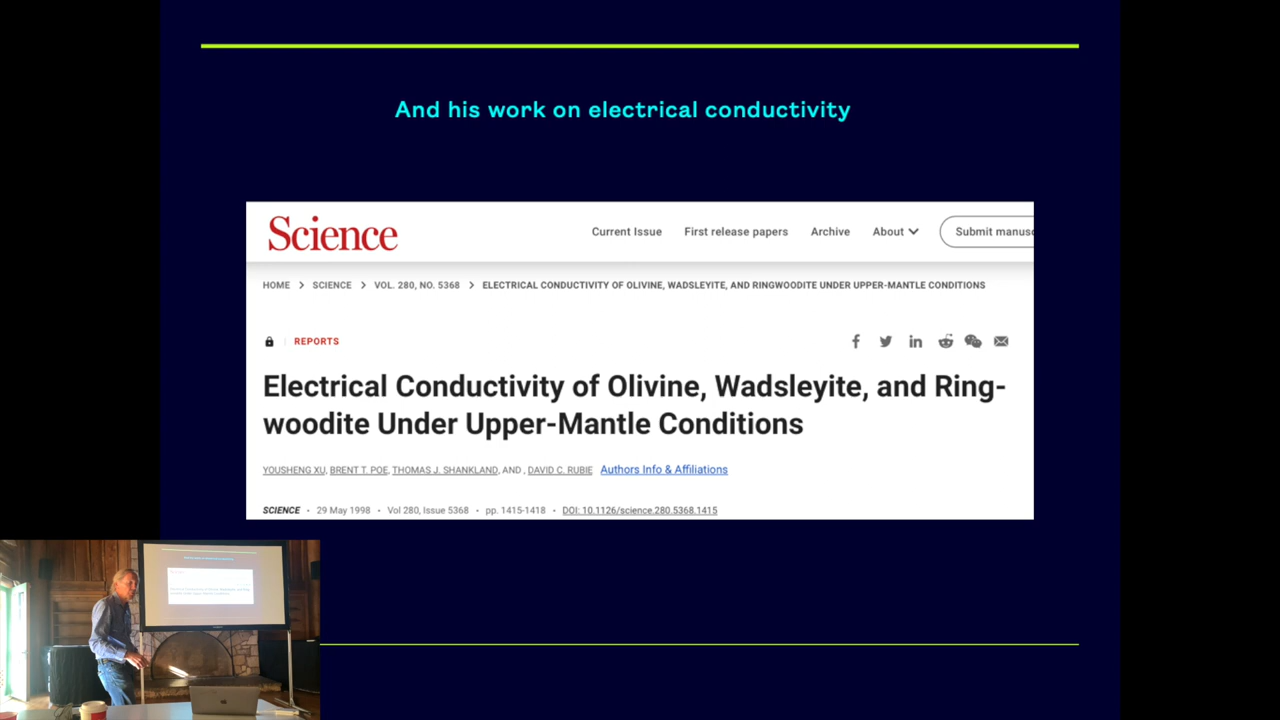 And his work on electrical conductivity
Science
Current Issue First release papers Archive About Submit manusc
HOME > SCIENCE > VOL. 280, NO. 5368 > ELECTRICAL CONDUCTIVITY OF OLIVINE, WADSLEYITE, AND RINGWOODITE UNDER UPPER-MANTLE CONDITIONS
REPORTS
Electrical Conductivity of Olivine, Wadsleyite, and Ring-
woodite Under Upper-Mantle Conditions
YOUSHENG XU, BRENT T. POE, THOMAS J. SHANKLAND, AND , DAVID C. RUBIE Authors Info & Affiliations
SCIENCE • 29 May 1998 • Vol 280, Issue 5368 • pp. 1415-1418 • DOI: 10.1126/science.280.5368.1415